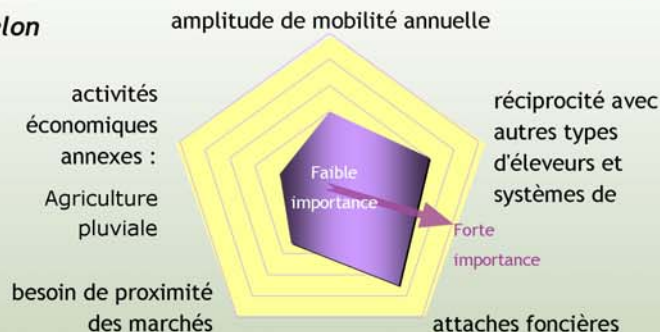 elon
amplitude de mobilité annuelle
activités
économiques
annexes :
Agriculture
pluviale
réciprocité avec
autres types
d'éleveurs et
systèmes de
Faible
importance
Forte
importance
besoin de proximité
des marchés
attaches foncières